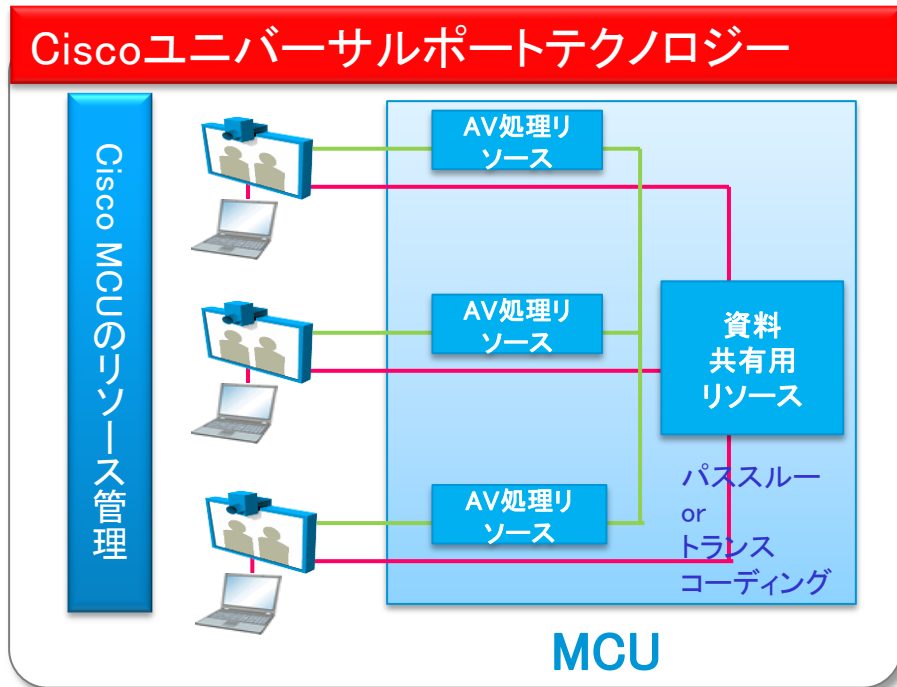 Ciscoユニバーサルポートテクノロジー
Cisco MCUのリソース管理
AV処理リ
ソース
AV処理リ
ソース
資料
共有用
リソース
AV処理リ
ソース
パススルー
or
トランス
コーディング
MCU